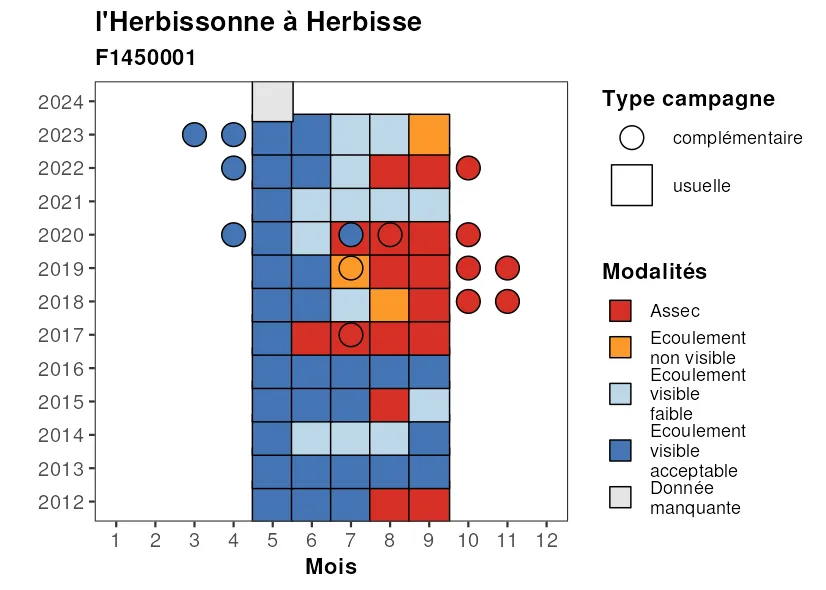 l'Herbissonne à Herbisse
F1450001
2024
2023
2022
2021
2020
2019
2018
2017
2016
2015
2014
2013
2012
1 2 3 4 5 6 7 8 9 10 11 12
Mois
Type campagne
complémentaire
usuelle
Modalités
Assec
Ecoulement
non visible
Ecoulement
visible
faible
Ecoulement
visible
acceptable
Donnée
manquante